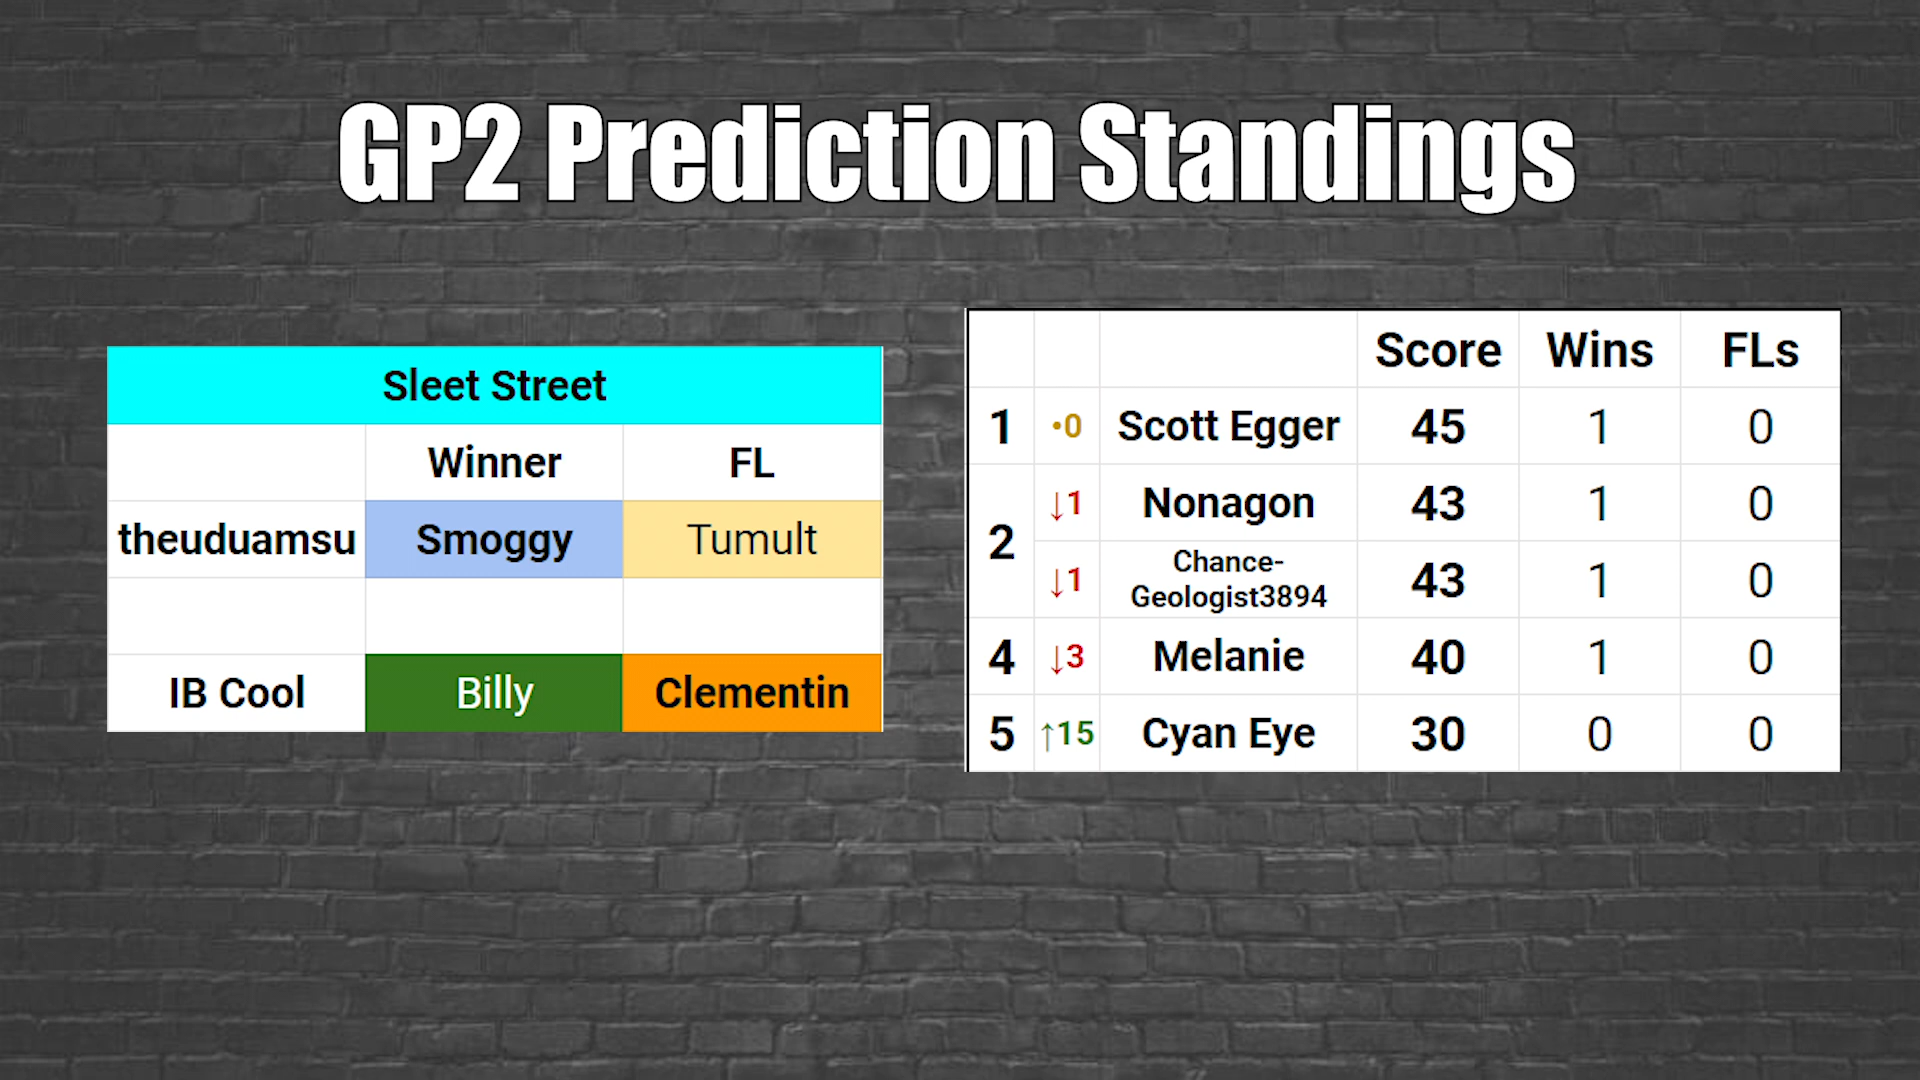 GP2 Prediction Standings
Sleet Street
Winner FL
theuduamsu Smoggy Tumult
IB Cool Billy Clementin
Score Wins FLs
1 •0 Scott Egger 45 1 0
2 ↓1 Nonagon 43 1 0
↓1 Chance-
Geologist3894 43 1 0
4 ↓3 Melanie 40 1 0
5 ↑15 Cyan Eye 30 0 0